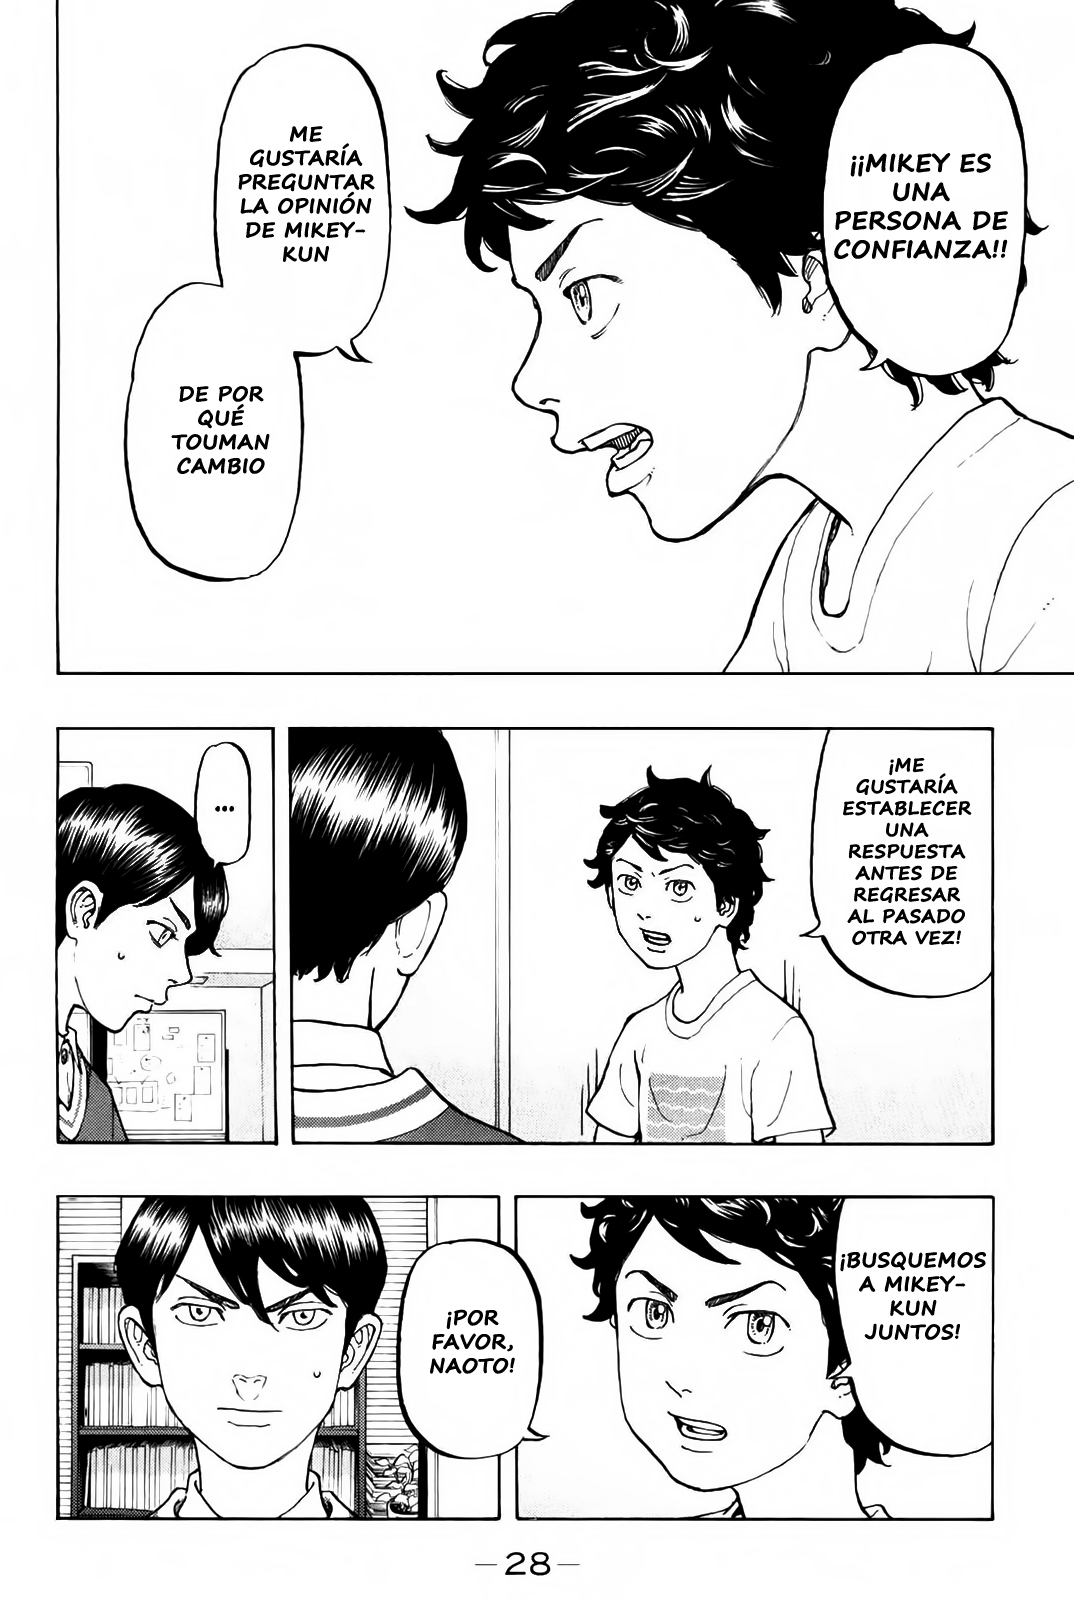 ¡¡MIKEY ES
UNA
PERSONA DE
CONFIANZA!!
ME
GUSTARÍA
PREGUNTAR
LA OPINIÓN
DE MIKEY-
KUN
DE POR
QUÉ
TOUMAN
CAMBIO
¡ME
GUSTARÍA
ESTABLECER
UNA
RESPUESTA
ANTES DE
REGRESAR
AL PASADO
OTRA VEZ!
...
¡BUSQUEMOS
A MIKEY-
KUN
JUNTOS!
¡POR
FAVOR,
NAOTO!
—28—